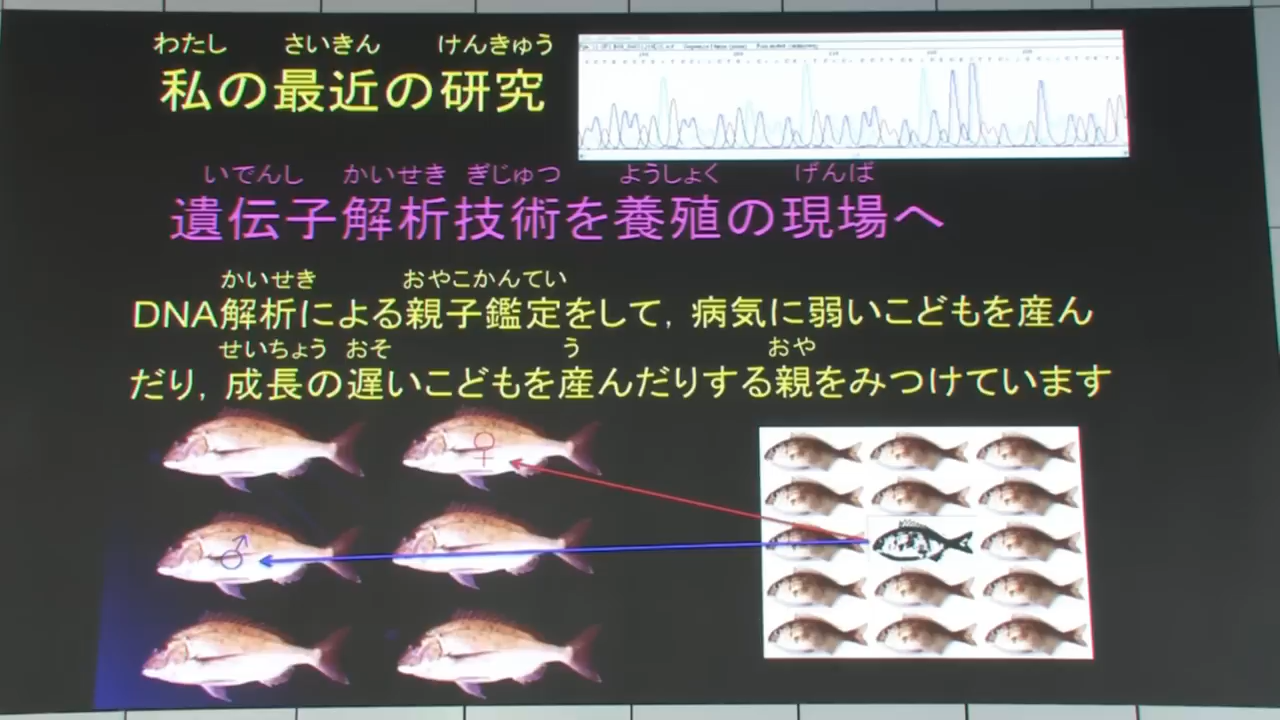 わたし さいきん けんきゅう
私の最近の研究
いでんし かいせき ぎじゅつ ようしょく げんば
遺伝子解析技術を養殖の現場へ
かいせき おやこかんてい
DNA解析による親子鑑定をして，病気に弱いこどもを産ん
せいちょう おそ う おや
だり，成長の遅いこどもを産んだりする親をみつけています
♀
♂